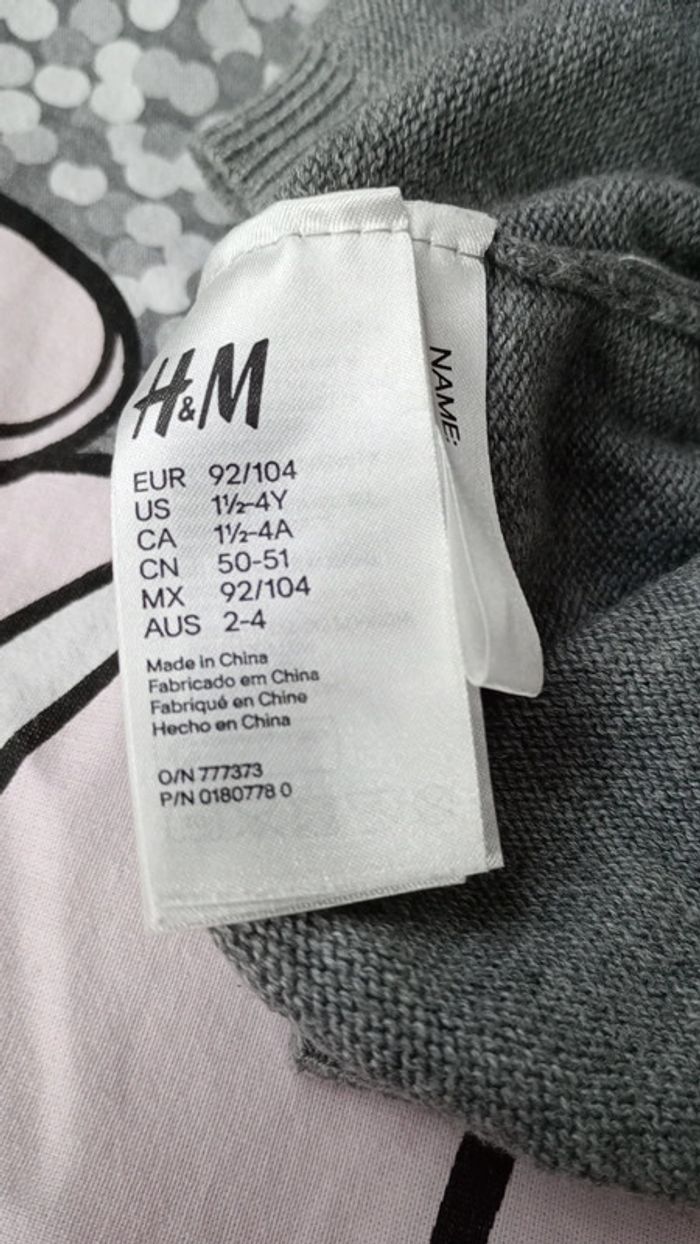 H&M
NAME:
EUR 92/104
US 1½-4Y
CA 1½-4A
CN 50-51
MX 92/104
AUS 2-4
Made in China
Fabricado em China
Fabriqué en Chine
Hecho en China
O/N 777373
P/N 0180778 0